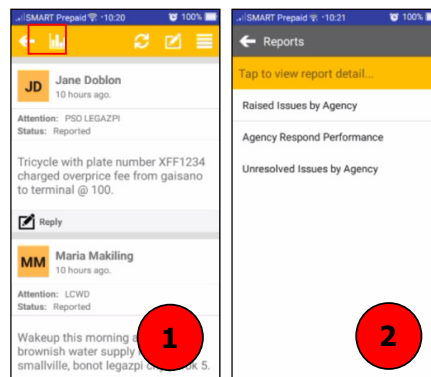 SMART Prepaid 10:20 100%
JD Jane Doblon
10 hours ago.
Attention: PSO LEGAZPI
Status: Reported
Tricycle with plate number XFF1234
charged overprice fee from gaisano
to terminal @ 100.
Reply
MM Maria Makiling
10 hours ago.
Attention: LCWD
Status: Reported
Wakeup this morning
brownish water supply
smallville, bonot legazpi 5.
1
SMART Prepaid 10:21 100%
Reports
Tap to view report detail...
Raised Issues by Agency
Agency Respond Performance
Unresolved Issues by Agency
2